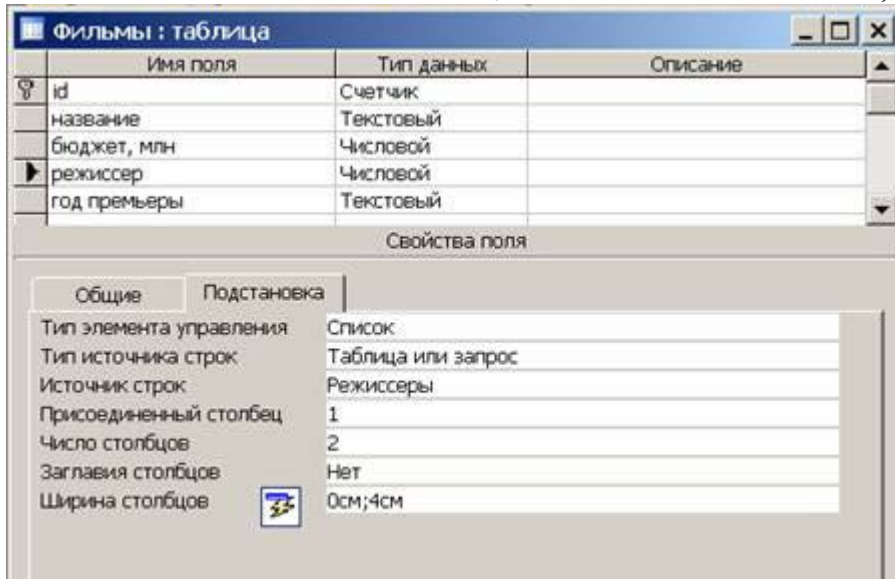 Фильмы : таблица
Имя поля Тип данных Описание
id Счетчик
название Текстовый
бюджет, млн Числовой
режиссер Числовой
год премьеры Текстовый
Свойства поля
Общие Подстановка
Тип элемента управления Список
Тип источника строк Таблица или запрос
Источник строк Режиссеры
Присоединенный столбец 1
Число столбцов 2
Заглавия столбцов Нет
Ширина столбцов 0см;4см